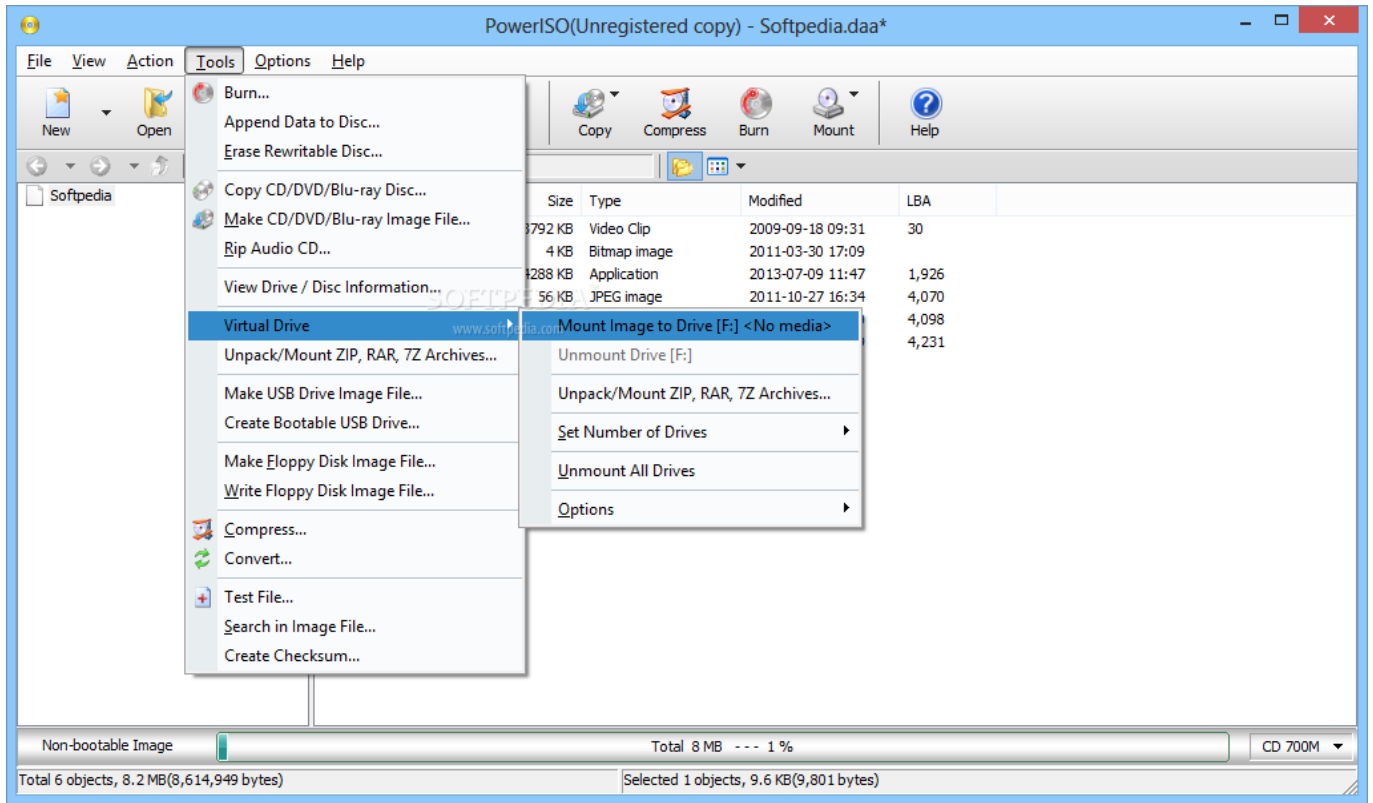 PowerISO(Unregistered copy) - Softpedia.daa*
File View Action Tools Options Help
New Open Copy Compress Burn Mount Help
Burn...
Append Data to Disc...
Erase Rewritable Disc...
Copy CD/DVD/Blu-ray Disc...
Make CD/DVD/Blu-ray Image File...
Rip Audio CD...
View Drive / Disc Information...
Virtual Drive
Unpack/Mount ZIP, RAR, 7Z Archives...
Make USB Drive Image File...
Create Bootable USB Drive...
Make Floppy Disk Image File...
Write Floppy Disk Image File...
Compress...
Convert...
Test File...
Search in Image File...
Create Checksum...
Softpedia
Size Type Modified LBA
792 KB Video Clip 2009-09-18 09:31 30
4 KB Bitmap image 2011-03-30 17:09
288 KB Application 2013-07-09 11:47 1,926
56 KB JPEG image 2011-10-27 16:34 4,070
4,098
4,231
SOFTPEDIA
www.softpedia.com
Mount Image to Drive [F:] <No media>
Unmount Drive [F:]
Unpack/Mount ZIP, RAR, 7Z Archives...
Set Number of Drives
Unmount All Drives
Options
Non-bootable Image
Total 8 MB --- 1 %
CD 700M
Total 6 objects, 8.2 MB(8,614,949 bytes)
Selected 1 objects, 9.6 KB(9,801 bytes)